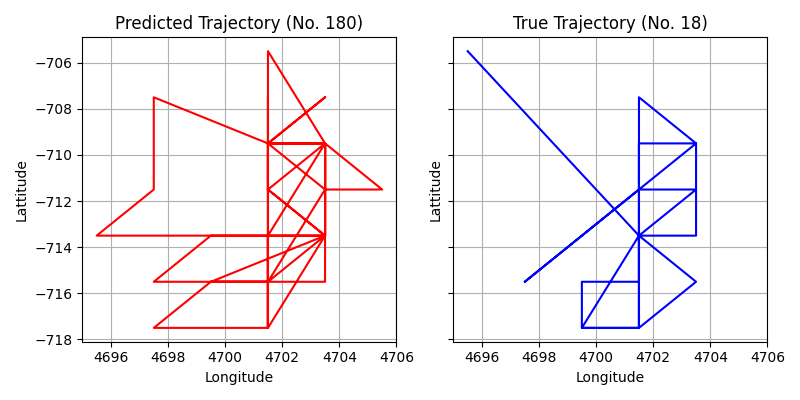 Predicted Trajectory (No. 180)
True Trajectory (No. 18)
−706
−708
−710
−712
−714
−716
−718
Lattitude
Lattitude
4696 4698 4700 4702 4704 4706
4696 4698 4700 4702 4704 4706
Longitude
Longitude